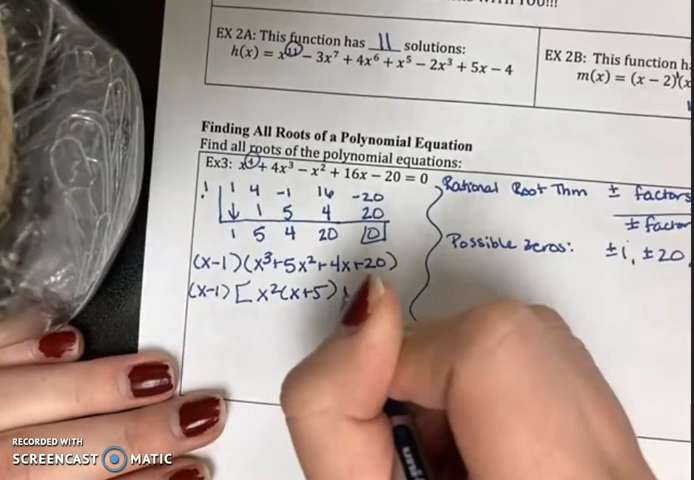 WITH YOU!!!
EX 2A: This function has 11 solutions:
h(x) = x¹¹ − 3x⁷ + 4x⁶ + x⁵ − 2x³ + 5x − 4
EX 2B: This function h
m(x) = (x − 2)(x
Finding All Roots of a Polynomial Equation
Find all roots of the polynomial equations:
Ex3: x⁴ + 4x³ − x² + 16x − 20 = 0
1 1 4 -1 16 -20
↓ 1 5 4 20
1 5 4 20 0
(x-1)(x³+5x²+4x+20)
(x-1)[x²(x+5)
Rational Root Thm ± factors
± factor
Possible zeros: ±1, ±20,
RECORDED WITH
SCREENCAST MATIC